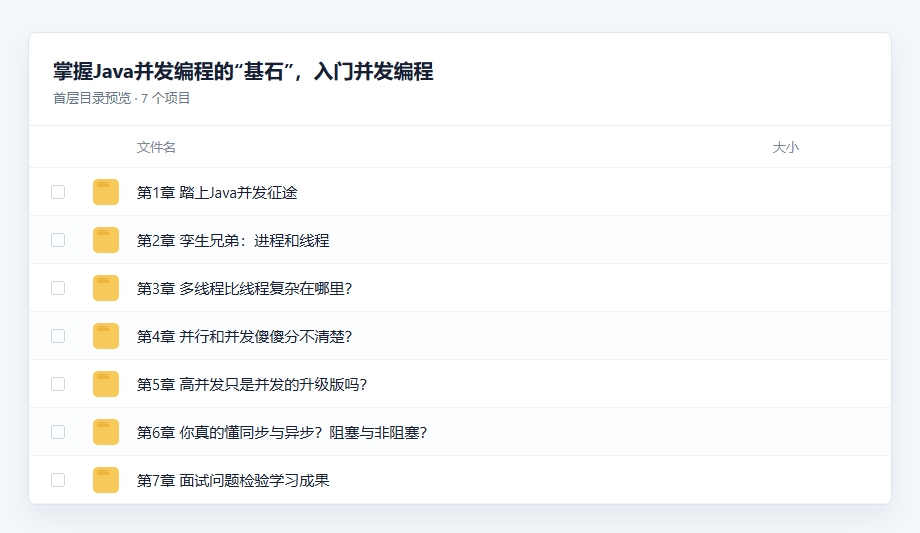 掌握Java并发编程的“基石”，入门并发编程
首层目录预览 · 7 个项目
文件名 大小
第1章 踏上Java并发征途
第2章 孪生兄弟：进程和线程
第3章 多线程比线程复杂在哪里？
第4章 并行和并发傻傻分不清楚？
第5章 高并发只是并发的升级版吗？
第6章 你真的懂同步与异步？阻塞与非阻塞？
第7章 面试问题检验学习成果